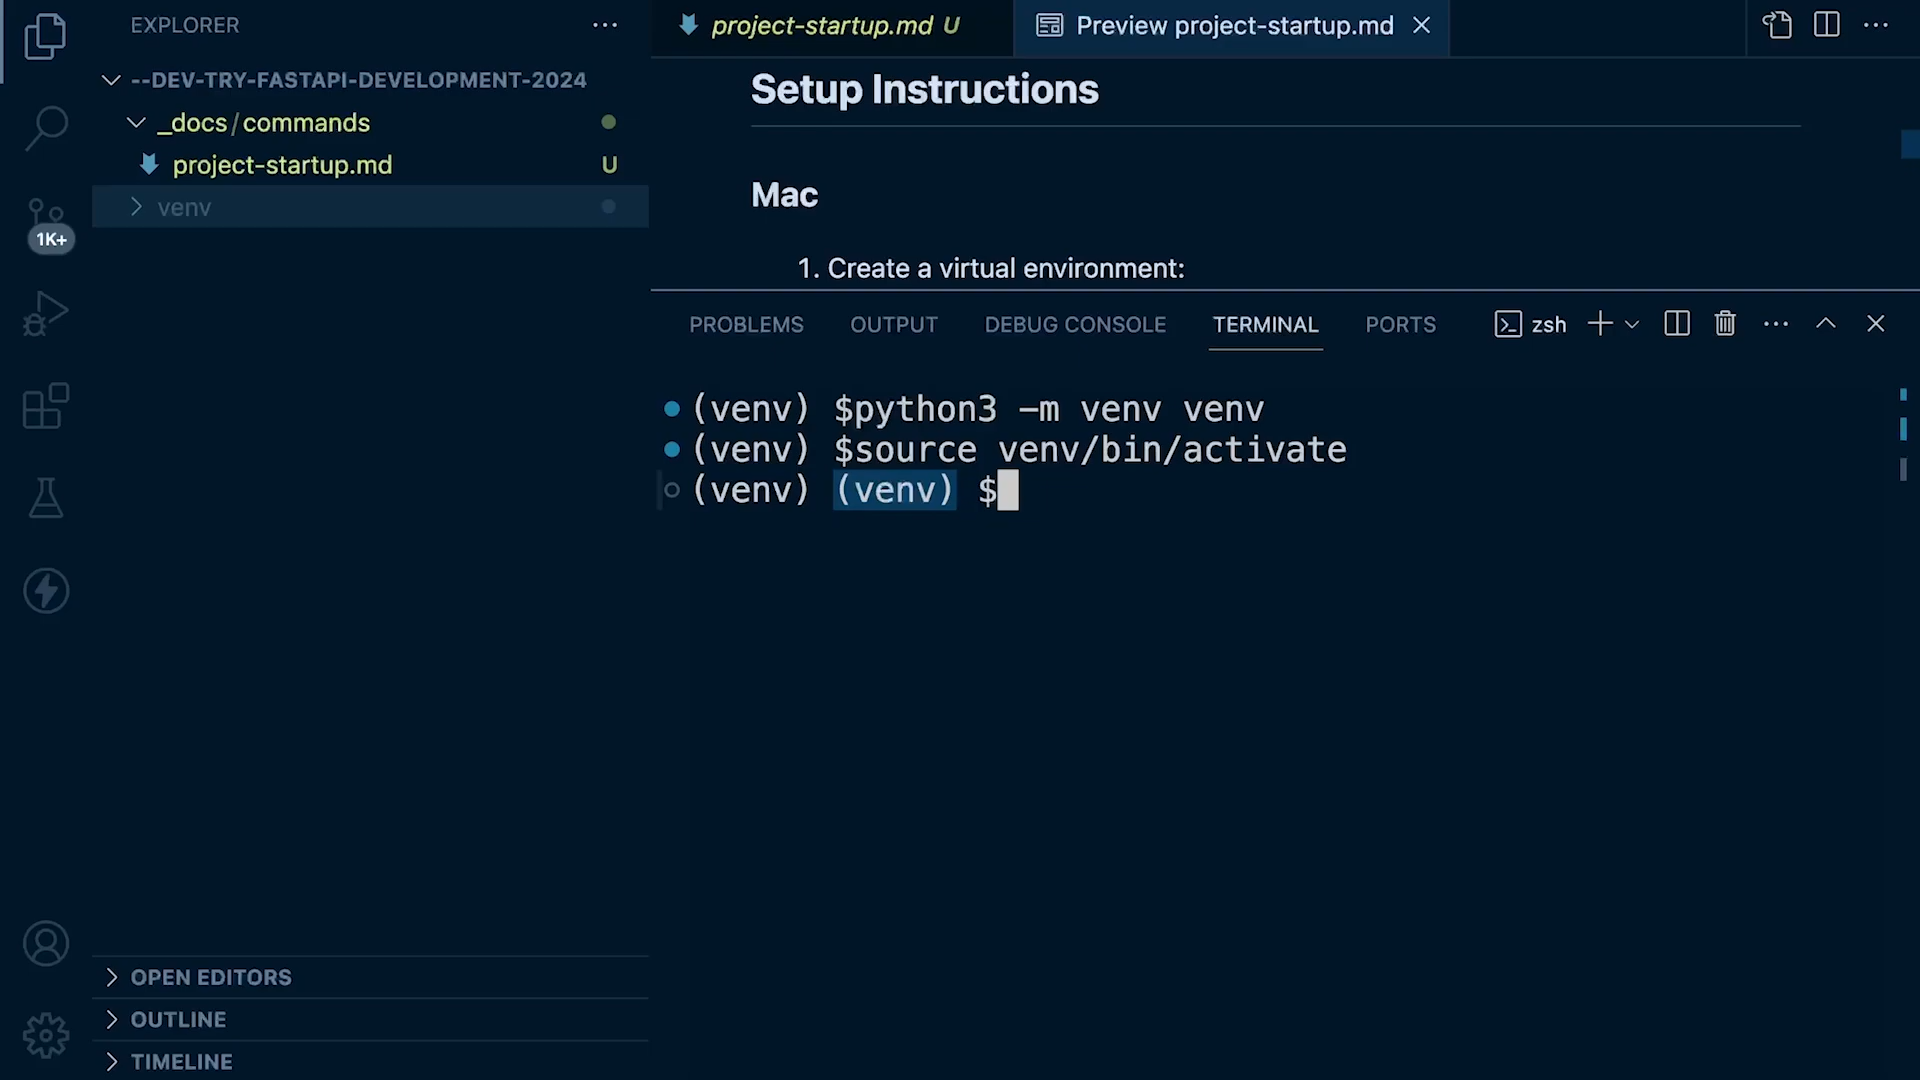 EXPLORER
--DEV-TRY-FASTAPI-DEVELOPMENT-2024
_docs/commands
project-startup.md U
venv
1K+
OPEN EDITORS
OUTLINE
TIMELINE
project-startup.md U
Preview project-startup.md
Setup Instructions
Mac
1. Create a virtual environment:
PROBLEMS OUTPUT DEBUG CONSOLE TERMINAL PORTS zsh
(venv) $python3 -m venv venv
(venv) $source venv/bin/activate
(venv) (venv) $